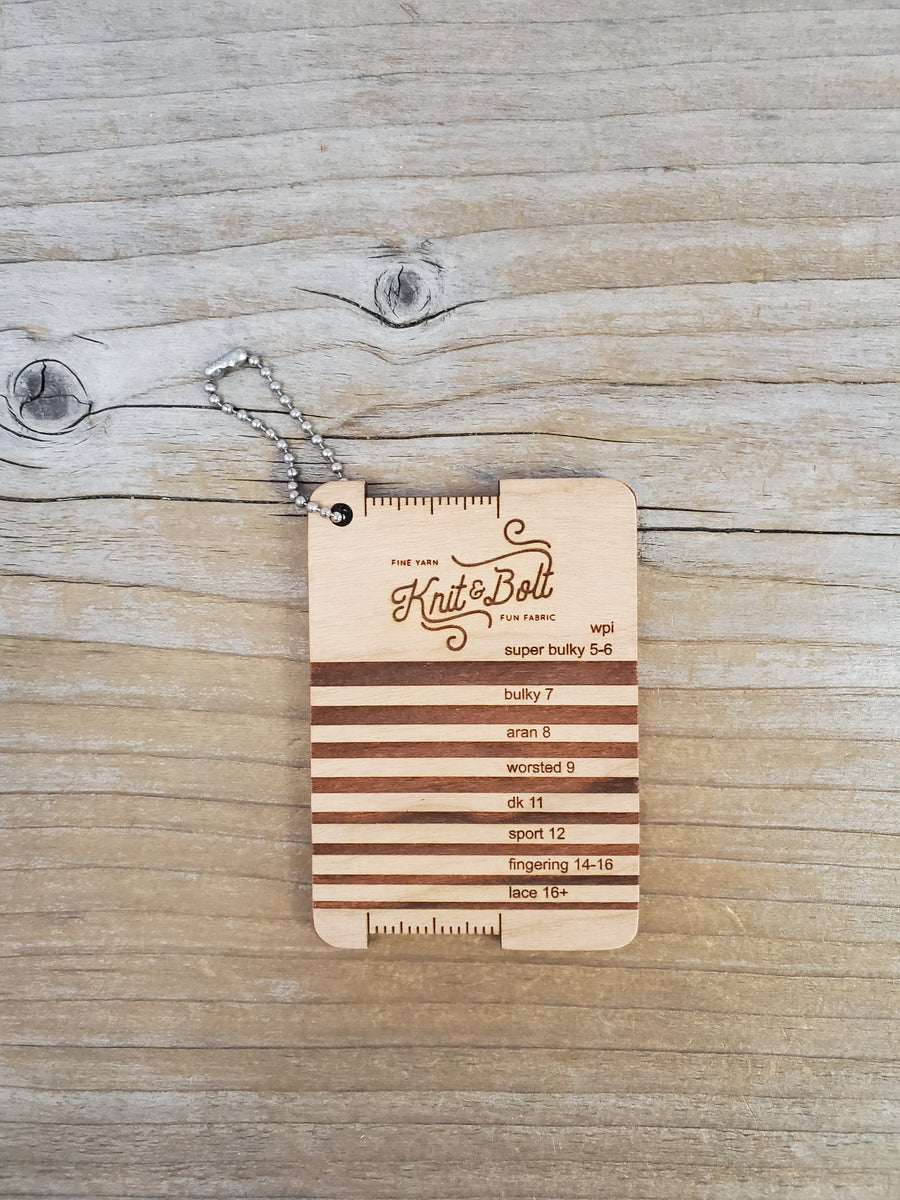 FINE YARN
Knit & Bolt
FUN FABRIC
wpi
super bulky 5-6
bulky 7
aran 8
worsted 9
dk 11
sport 12
fingering 14-16
lace 16+